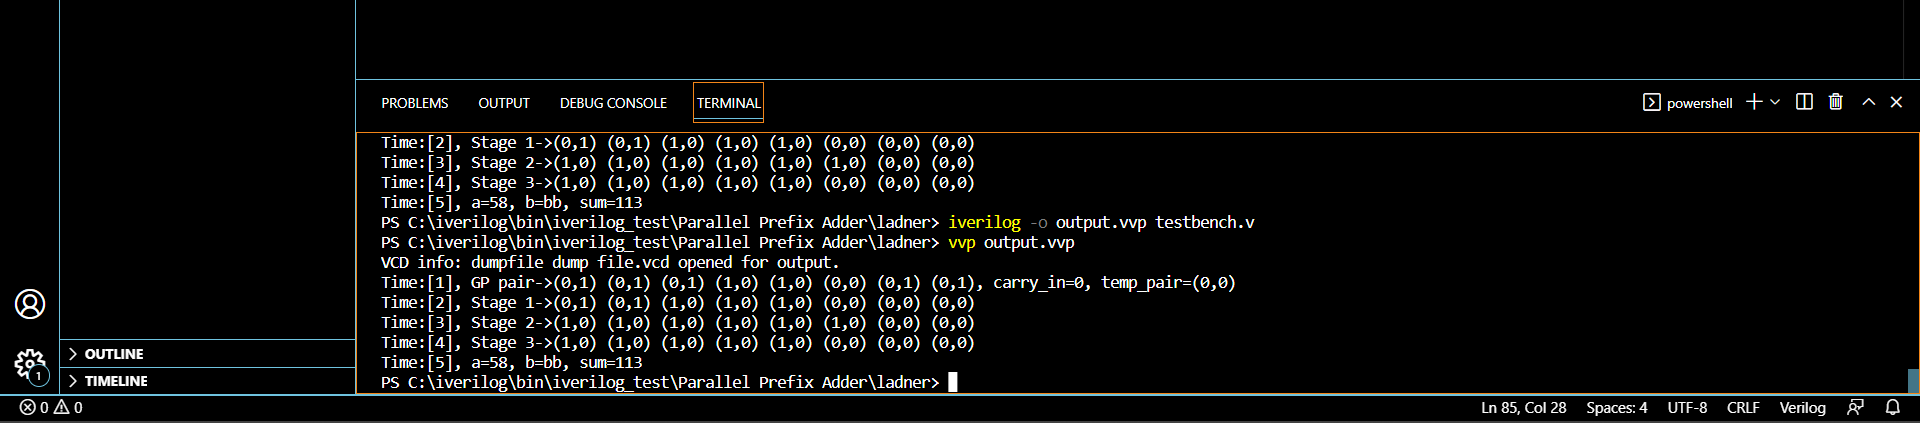 PROBLEMS OUTPUT DEBUG CONSOLE TERMINAL powershell
Time:[2], Stage 1->(0,1) (0,1) (1,0) (1,0) (1,0) (0,0) (0,0) (0,0)
Time:[3], Stage 2->(1,0) (1,0) (1,0) (1,0) (1,0) (1,0) (0,0) (0,0)
Time:[4], Stage 3->(1,0) (1,0) (1,0) (1,0) (1,0) (0,0) (0,0) (0,0)
Time:[5], a=58, b=bb, sum=113
PS C:\iverilog\bin\iverilog_test\Parallel Prefix Adder\ladner> iverilog -o output.vvp testbench.v
PS C:\iverilog\bin\iverilog_test\Parallel Prefix Adder\ladner> vvp output.vvp
VCD info: dumpfile dump file.vcd opened for output.
Time:[1], GP pair->(0,1) (0,1) (0,1) (1,0) (1,0) (0,0) (0,1) (0,1), carry_in=0, temp_pair=(0,0)
Time:[2], Stage 1->(0,1) (0,1) (1,0) (1,0) (1,0) (0,0) (0,0) (0,0)
Time:[3], Stage 2->(1,0) (1,0) (1,0) (1,0) (1,0) (1,0) (0,0) (0,0)
Time:[4], Stage 3->(1,0) (1,0) (1,0) (1,0) (1,0) (0,0) (0,0) (0,0)
Time:[5], a=58, b=bb, sum=113
PS C:\iverilog\bin\iverilog_test\Parallel Prefix Adder\ladner>
OUTLINE
1
TIMELINE
0 0 Ln 85, Col 28 Spaces: 4 UTF-8 CRLF Verilog